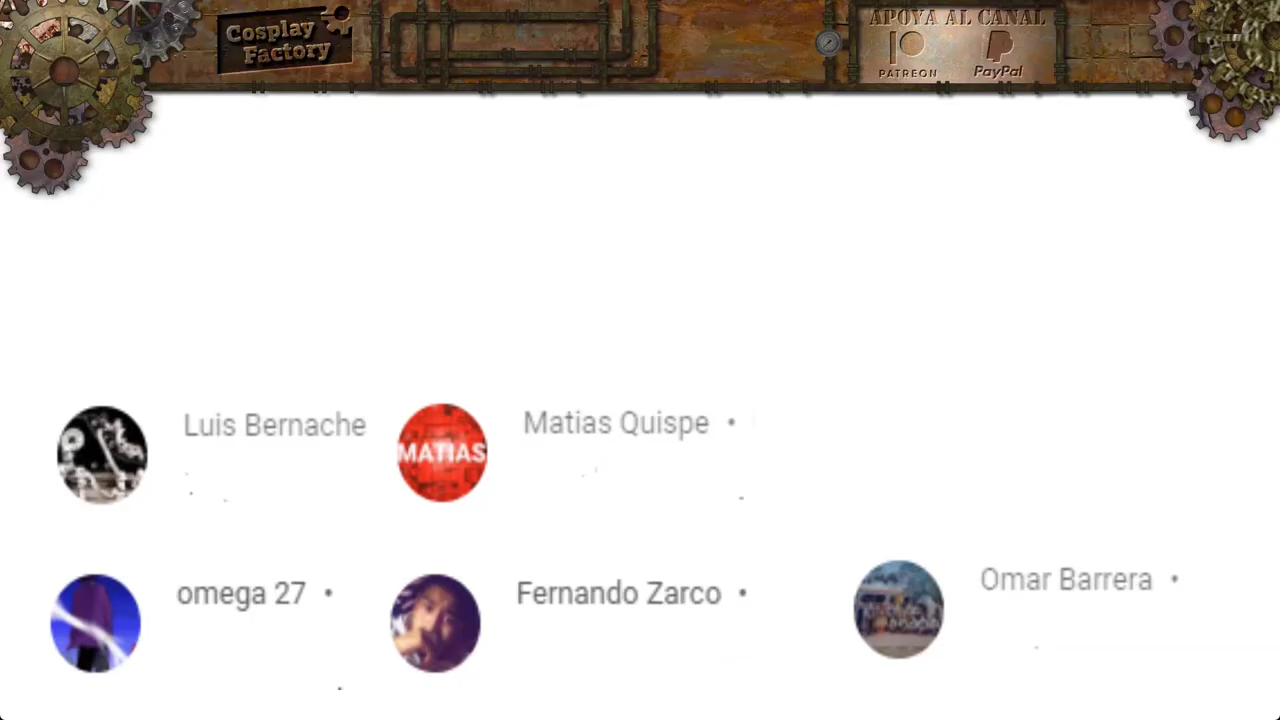 Cosplay
Factory
APOYA AL CANAL
PATREON
PayPal
Luis Bernache
Matias Quispe •
MATIAS
omega 27 •
Fernando Zarco •
Omar Barrera •